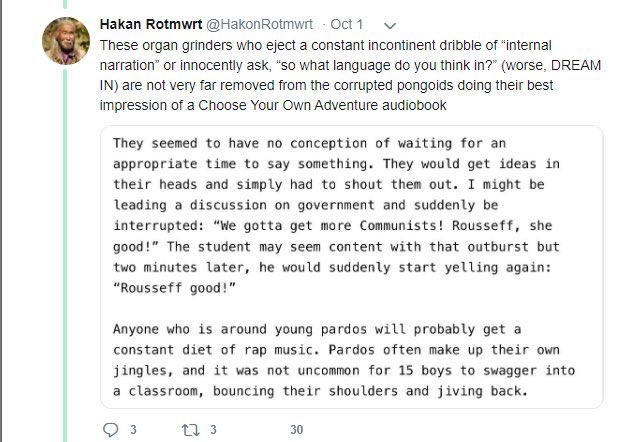 Hakan Rotmwrt @HakonRotmwrt · Oct 1
These organ grinders who eject a constant incontinent dribble of “internal
narration” or innocently ask, “so what language do you think in?” (worse, DREAM
IN) are not very far removed from the corrupted pongoids doing their best
impression of a Choose Your Own Adventure audiobook
They seemed to have no conception of waiting for an
appropriate time to say something. They would get ideas in
their heads and simply had to shout them out. I might be
leading a discussion on government and suddenly be
interrupted: “We gotta get more Communists! Rousseff, she
good!” The student may seem content with that outburst but
two minutes later, he would suddenly start yelling again:
“Rousseff good!”
Anyone who is around young pardos will probably get a
constant diet of rap music. Pardos often make up their own
jingles, and it was not uncommon for 15 boys to swagger into
a classroom, bouncing their shoulders and jiving back.
3 3 30